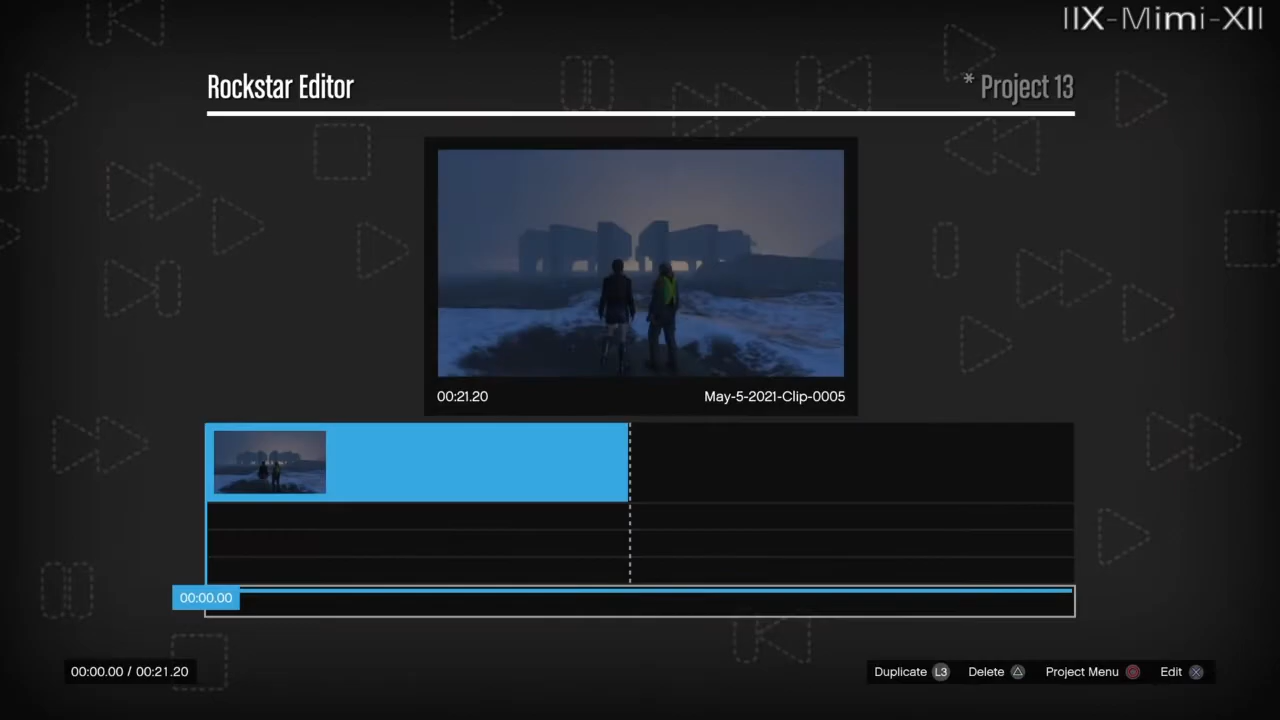 IIX-Mimi-XII
Rockstar Editor
* Project 13
00:21.20
May-5-2021-Clip-0005
00:00.00
00:00.00 / 00:21.20
Duplicate L3 Delete Project Menu Edit